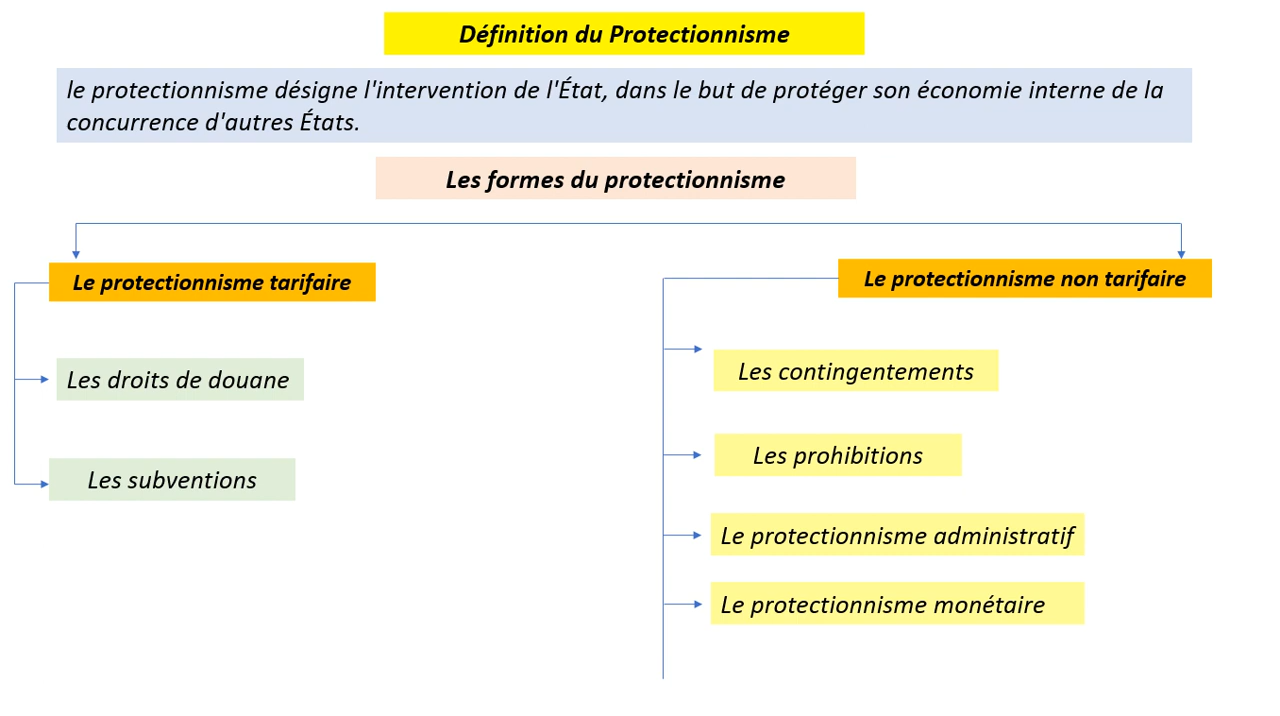 Définition du Protectionnisme
le protectionnisme désigne l'intervention de l'État, dans le but de protéger son économie interne de la
concurrence d'autres États.
Les formes du protectionnisme
Le protectionnisme tarifaire
Les droits de douane
Les subventions
Le protectionnisme non tarifaire
Les contingentements
Les prohibitions
Le protectionnisme administratif
Le protectionnisme monétaire